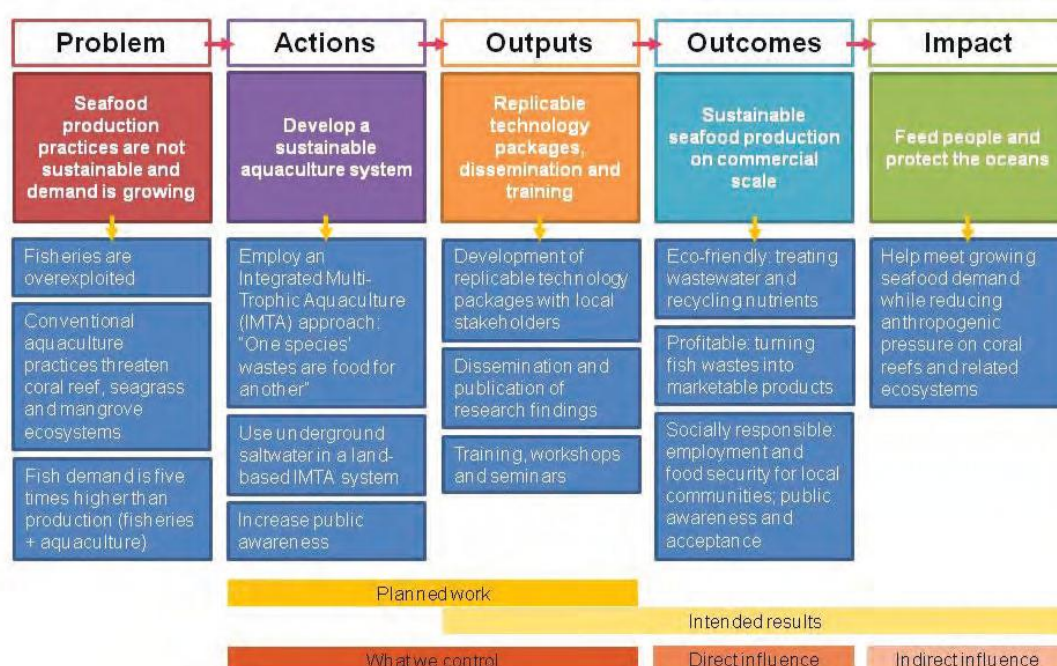 Problem
Actions
Outputs
Outcomes
Impact
Seafood
production
practices are not
sustainable and
demand is growing
Develop a
sustainable
aquaculture system
Replicable
technology
packages,
dissemination and
training
Sustainable
seafood production
on commercial
scale
Feed people and
protect the oceans
Fisheries are
overexploited
Conventional
aquaculture
practices threaten
coral reef, seagrass
and mangrove
ecosystems
Fish demand is five
times higher than
production (fisheries
+ aquaculture)
Employ an
Integrated Multi-
Trophic Aquaculture
(IMTA) approach:
"One species'
wastes are food for
another"
Use underground
saltwater in a land-
based IMTA system
Increase public
awareness
Development of
replicable technology
packages with local
stakeholders
Dissemination and
publication of
research findings
Training, workshops
and seminars
Eco-friendly: treating
wastewater and
recycling nutrients
Profitable: turning
fish wastes into
marketable products
Socially responsible:
employment and
food security for local
communities; public
awareness and
acceptance
Help meet growing
seafood demand
while reducing
anthropogenic
pressure on coral
reefs and related
ecosystems
Planned work
Intended results
What we control
Direct influence
Indirect influence